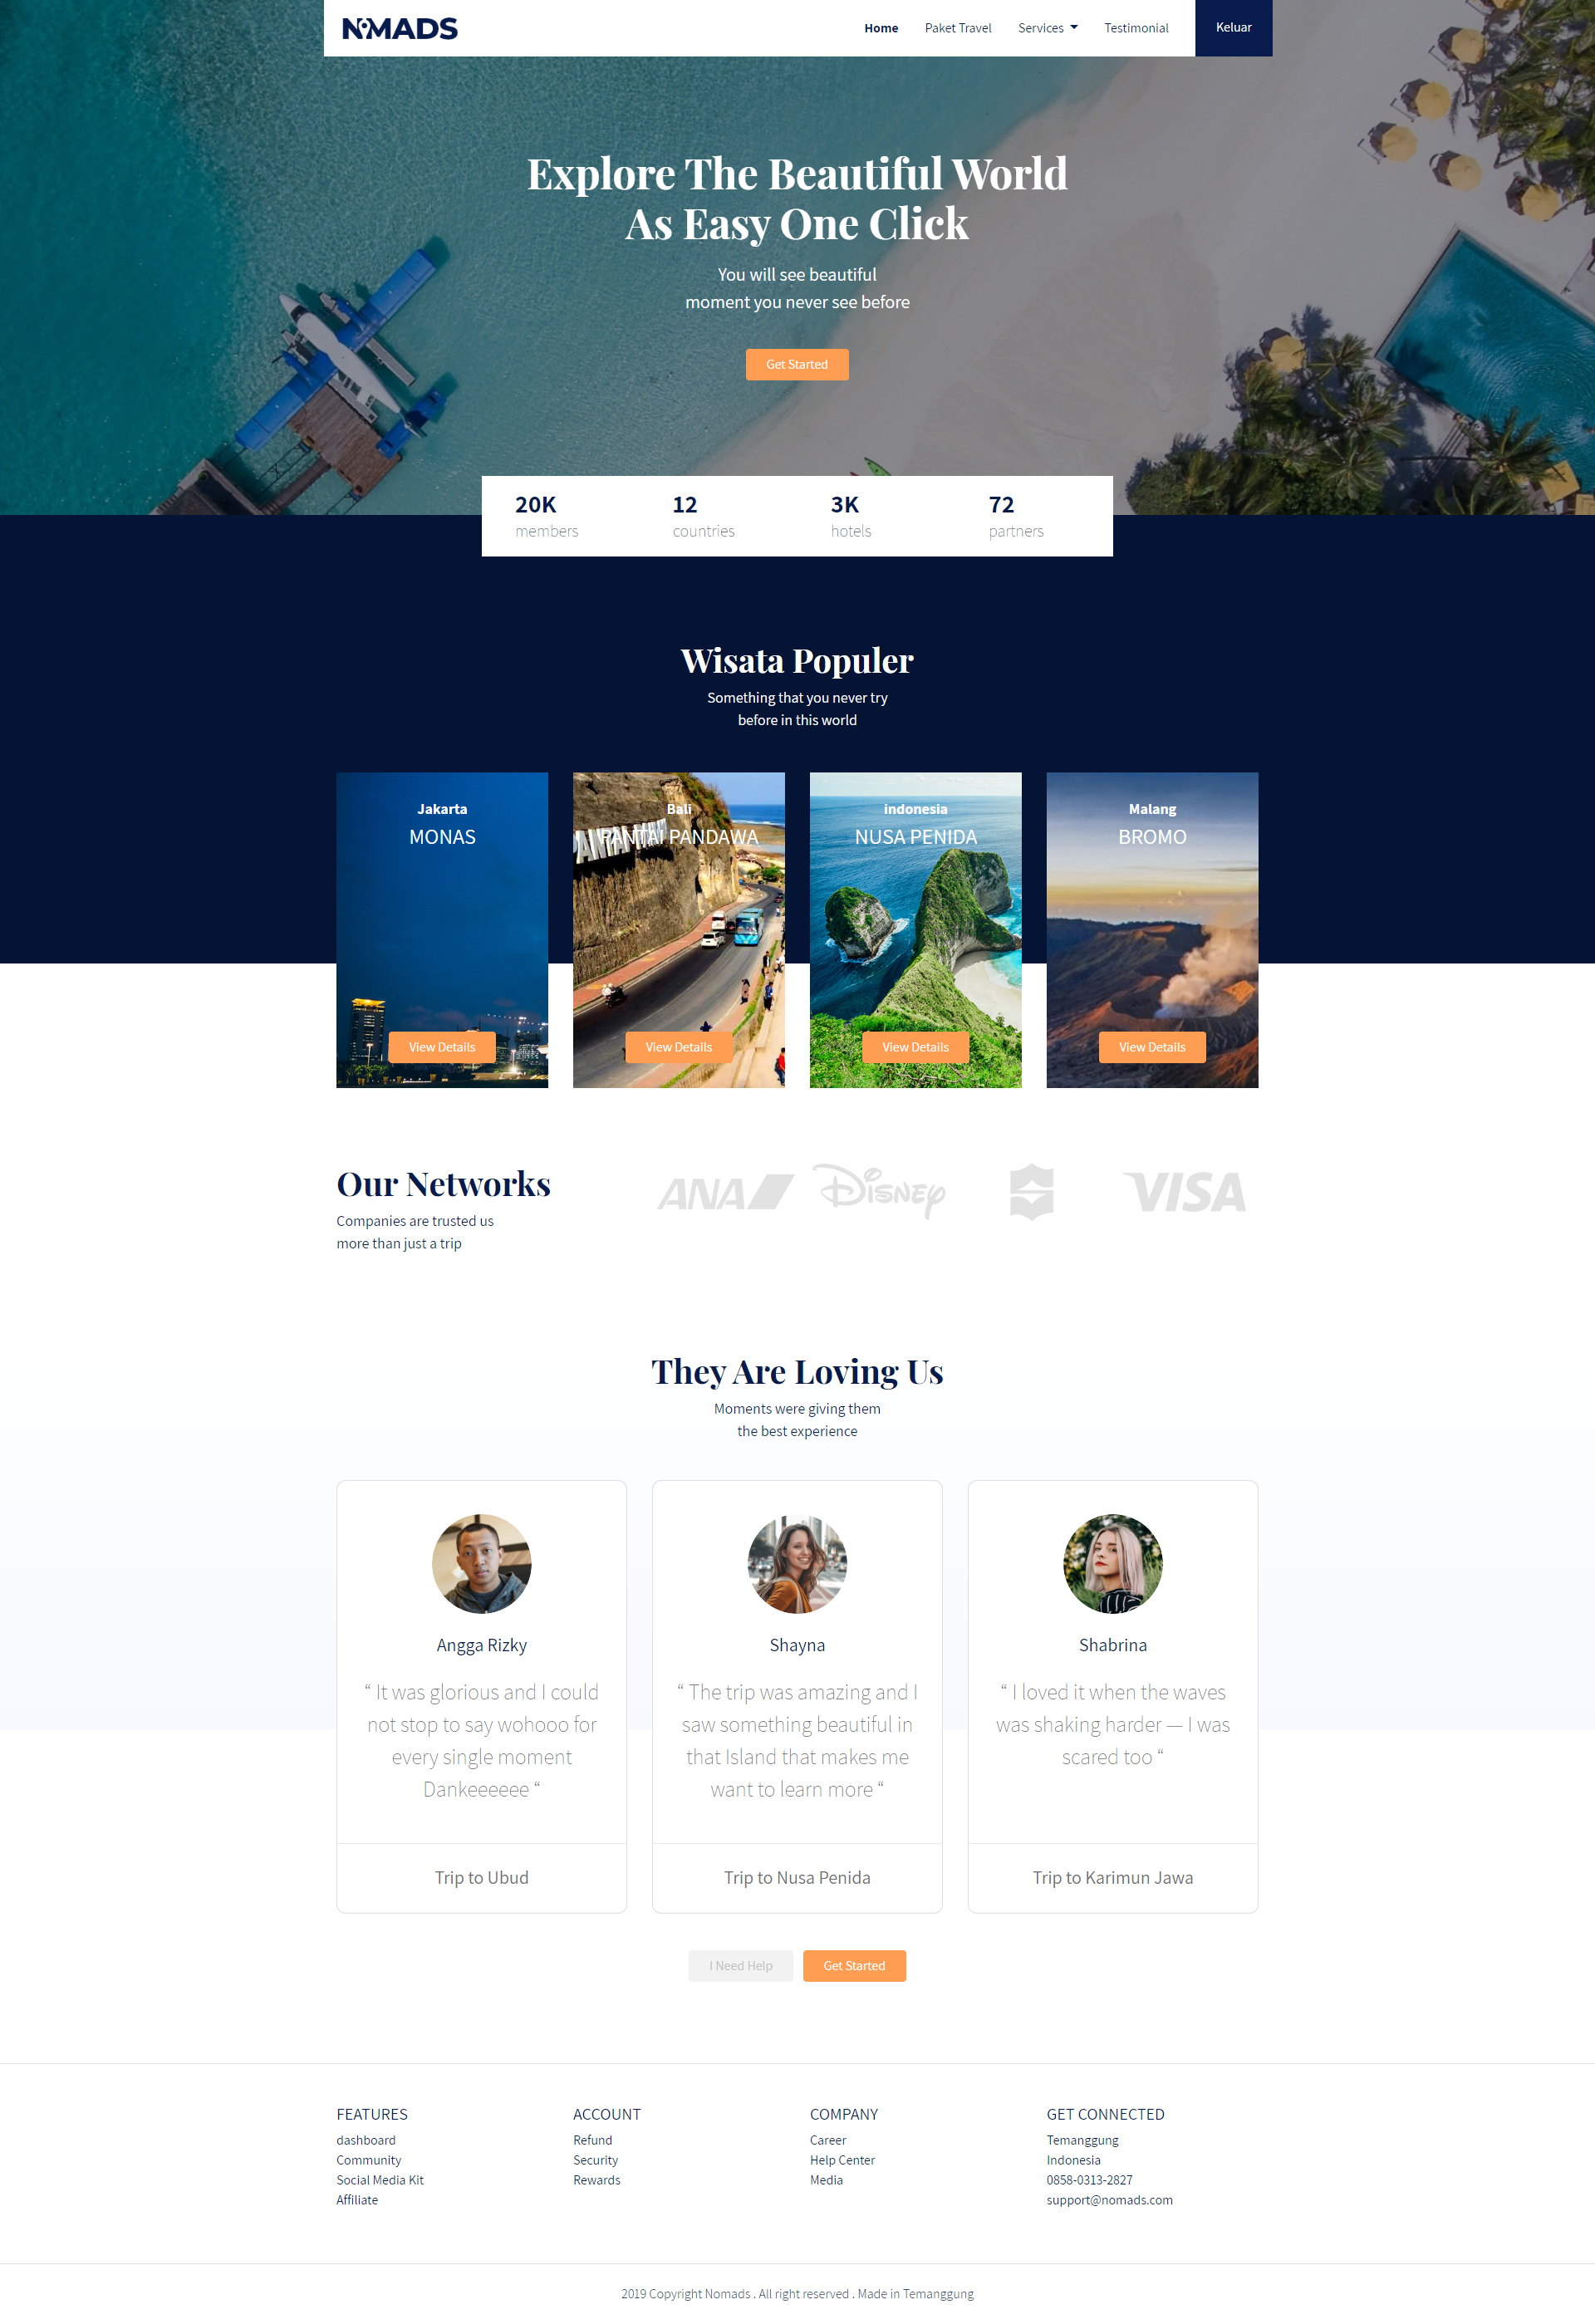 NOMADS
Home
Paket Travel
Services
Testimonial
Keluar
Explore The Beautiful World
As Easy One Click
You will see beautiful
moment you never see before
Get Started
20K
members
12
countries
3K
hotels
72
partners
Wisata Populer
Something that you never try
before in this world
Jakarta
MONAS
View Details
Bali
PANTAI PANDAWA
View Details
indonesia
NUSA PENIDA
View Details
Malang
BROMO
View Details
Our Networks
Companies are trusted us
more than just a trip
ANA
Disney
VISA
They Are Loving Us
Moments were giving them
the best experience
Angga Rizky
“ It was glorious and I could
not stop to say wohooo for
every single moment
Dankeeeeee “
Trip to Ubud
Shayna
“ The trip was amazing and I
saw something beautiful in
that Island that makes me
want to learn more “
Trip to Nusa Penida
Shabrina
“ I loved it when the waves
was shaking harder — I was
scared too “
Trip to Karimun Jawa
I Need Help
Get Started
FEATURES
dashboard
Community
Social Media Kit
Affiliate
ACCOUNT
Refund
Security
Rewards
COMPANY
Career
Help Center
Media
GET CONNECTED
Temanggung
Indonesia
0858-0313-2827
support@nomads.com
2019 Copyright Nomads . All right reserved . Made in Temanggung